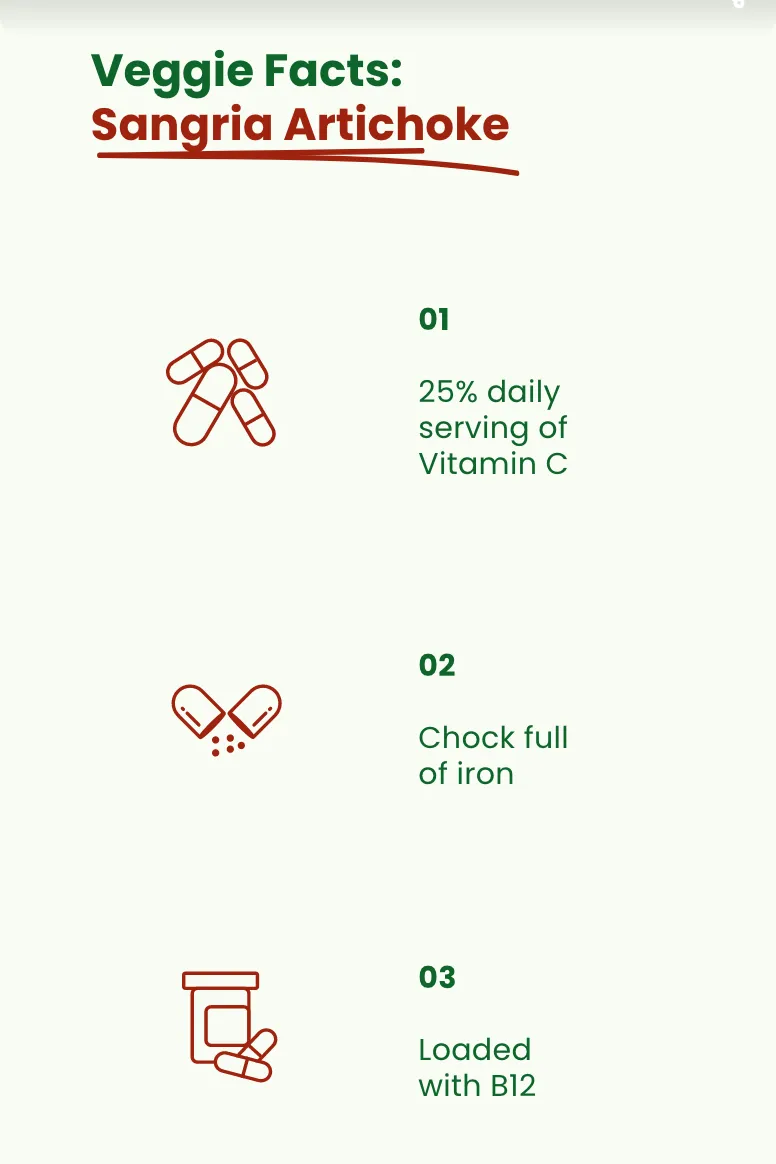 Veggie Facts:
Sangria Artichoke
01
25% daily
serving of
Vitamin C
02
Chock full
of iron
03
Loaded
with B12